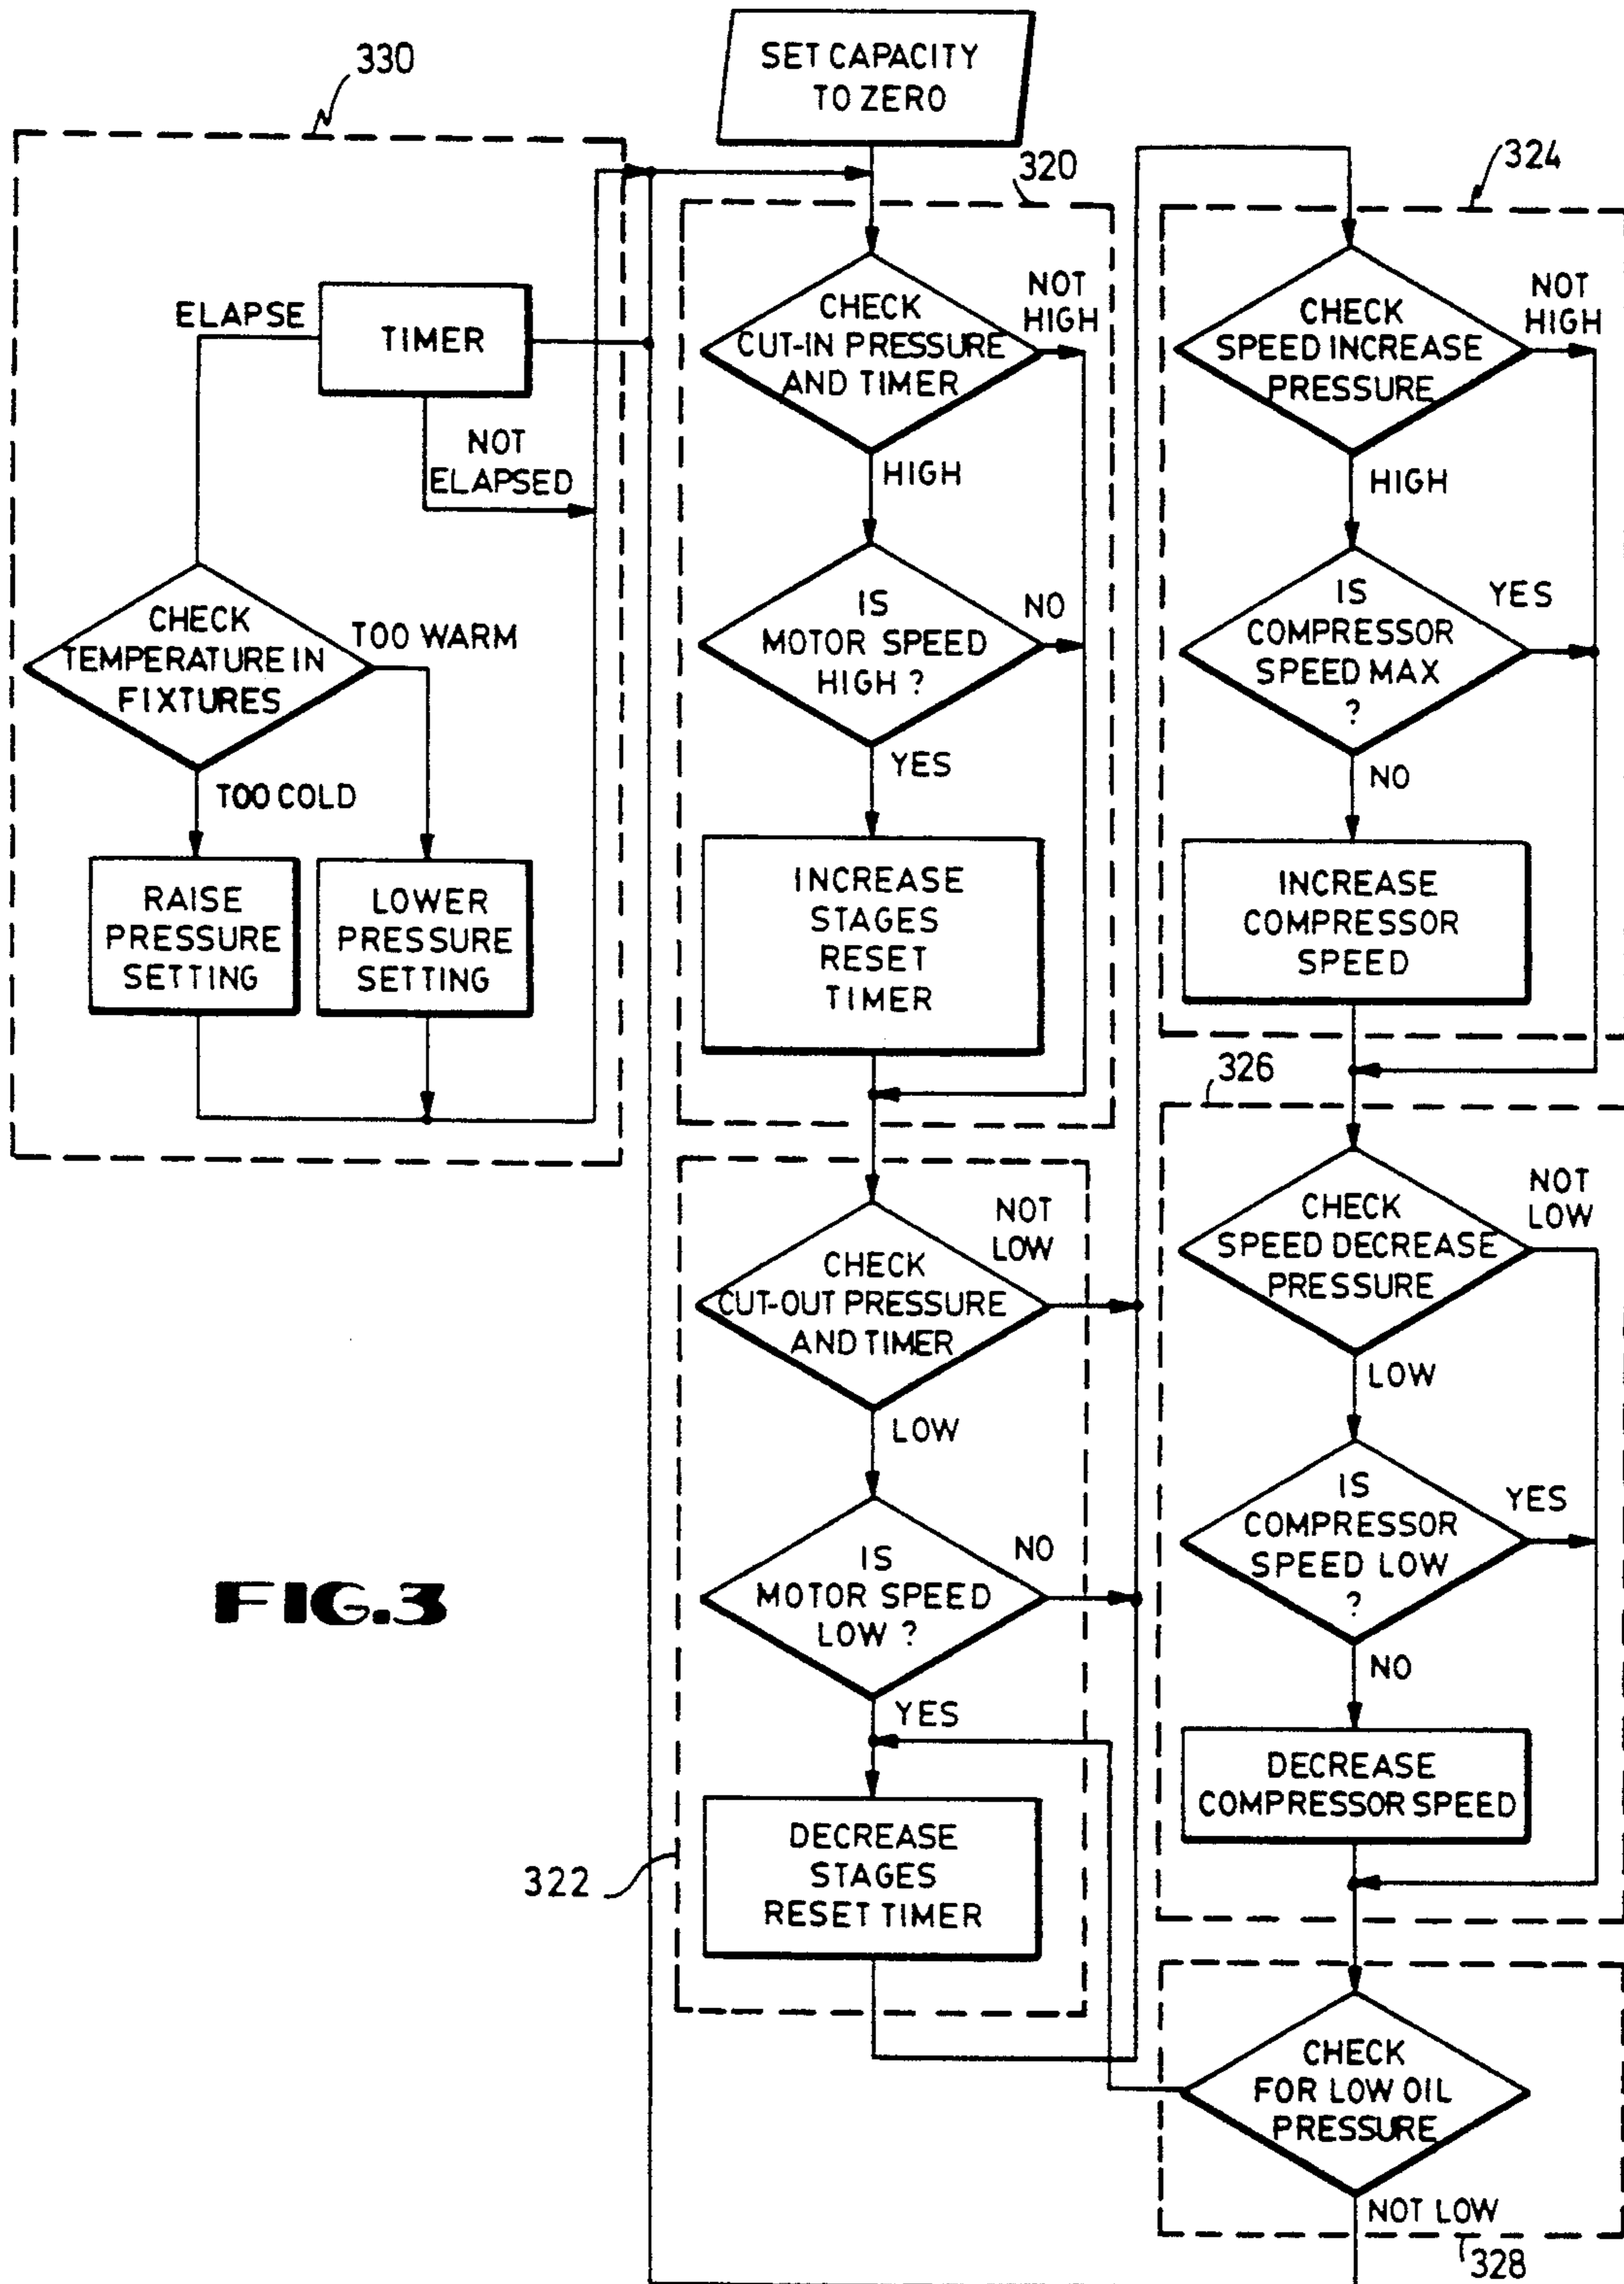 SET CAPACITY
TO ZERO
330
ELAPSE
TIMER
NOT
ELAPSED
CHECK
TEMPERATURE IN
FIXTURES
TOO WARM
TOO COLD
RAISE
PRESSURE
SETTING
LOWER
PRESSURE
SETTING
320
CHECK
CUT-IN PRESSURE
AND TIMER
NOT
HIGH
HIGH
IS
MOTOR SPEED
HIGH ?
NO
YES
INCREASE
STAGES
RESET
TIMER
CHECK
CUT-OUT PRESSURE
AND TIMER
NOT
LOW
LOW
IS
MOTOR SPEED
LOW ?
NO
YES
DECREASE
STAGES
RESET TIMER
322
324
CHECK
SPEED INCREASE
PRESSURE
NOT
HIGH
HIGH
IS
COMPRESSOR
SPEED MAX
?
YES
NO
INCREASE
COMPRESSOR
SPEED
326
CHECK
SPEED DECREASE
PRESSURE
NOT
LOW
LOW
IS
COMPRESSOR
SPEED LOW
?
YES
NO
DECREASE
COMPRESSOR SPEED
CHECK
FOR LOW OIL
PRESSURE
NOT LOW
328
FIG.3